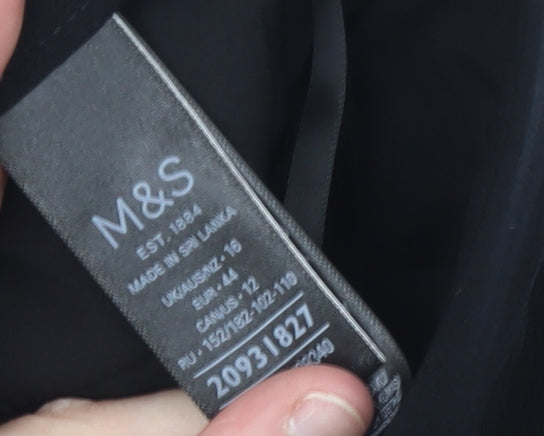 M&S
EST. 1884
MADE IN SRI LANKA
UK/AUS/NZ • 16
EUR • 44
CAN/US • 12
RU • 152/182-102-110
20931827